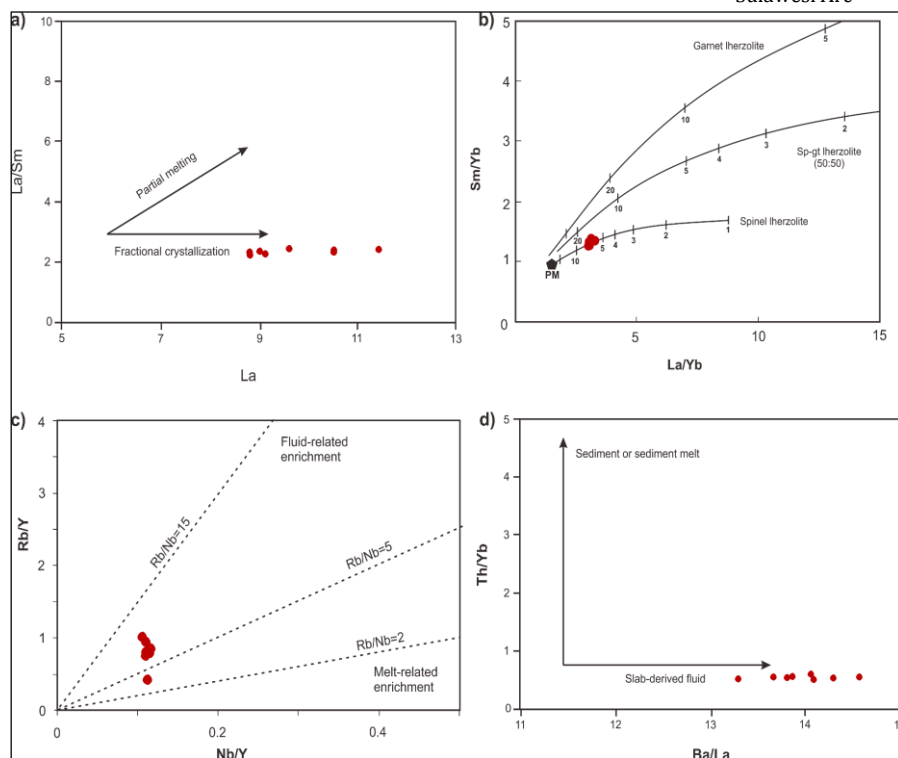 a)
10
8
6
4
2
0
La/Sm
Partial melting
Fractional crystallization
5
7
9
11
13
La
b)
5
4
3
2
1
0
Sm/Yb
Garnet lherzolite
5
10
20
Sp-gt lherzolite
(50:50)
2
3
4
5
10
20
Spinel lherzolite
1
2
3
4
5
10
PM
5
10
15
La/Yb
c)
4
3
2
1
0
Rb/Y
Fluid-related
enrichment
Rb/Nb=15
Rb/Nb=5
Rb/Nb=2
Melt-related
enrichment
0
0.2
0.4
Nb/Y
d)
5
4
3
2
1
0
Th/Yb
Sediment or sediment melt
Slab-derived fluid
11
12
13
14
Ba/La